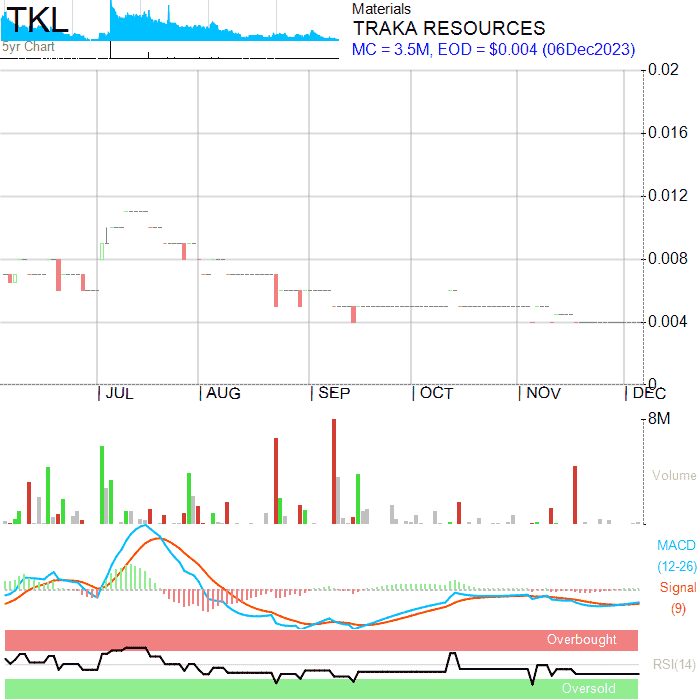 TKL
5yr Chart
Materials
TRAKA RESOURCES
MC = 3.5M, EOD = $0.004 (06Dec2023)
0.02
0.016
0.012
0.008
0.004
0
JUL
AUG
SEP
OCT
NOV
DEC
8M
Volume
MACD
(12-26)
Signal
(9)
Overbought
RSI(14)
Oversold